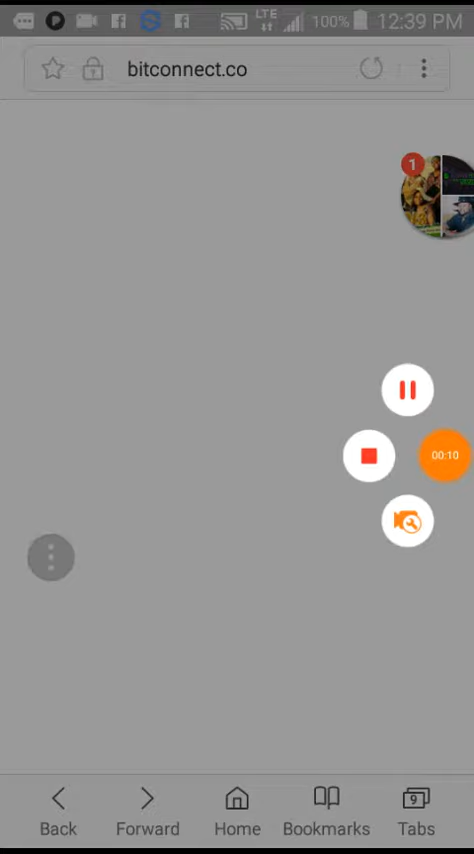 LTE 100% 12:39 PM
bitconnect.co
1
00:10
9
Back Forward Home Bookmarks Tabs